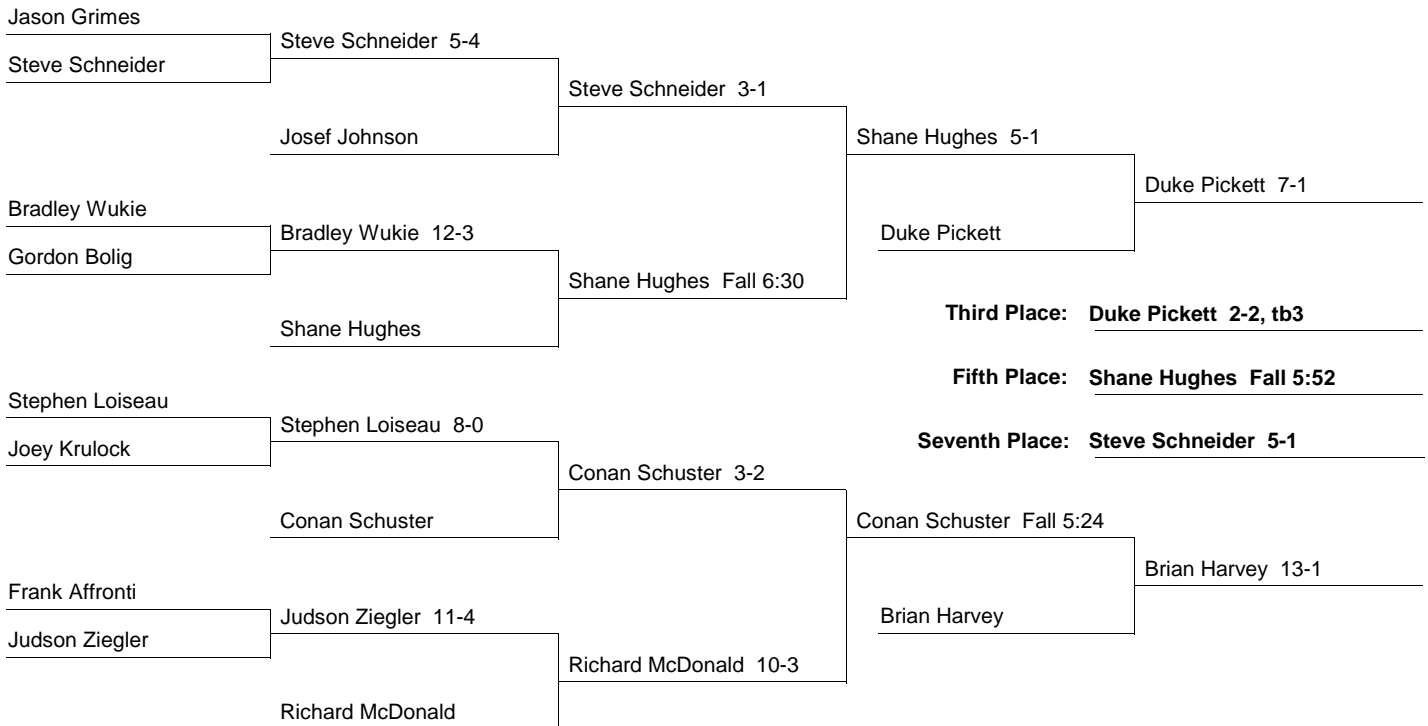 Jason Grimes
Steve Schneider 5-4
Steve Schneider
Steve Schneider 3-1
Josef Johnson
Shane Hughes 5-1
Duke Pickett 7-1
Bradley Wukie
Bradley Wukie 12-3
Duke Pickett
Gordon Bolig
Shane Hughes Fall 6:30
Third Place: Duke Pickett 2-2, tb3
Shane Hughes
Fifth Place: Shane Hughes Fall 5:52
Stephen Loiseau
Stephen Loiseau 8-0
Seventh Place: Steve Schneider 5-1
Joey Krulock
Conan Schuster 3-2
Conan Schuster
Conan Schuster Fall 5:24
Brian Harvey 13-1
Frank Affronti
Judson Ziegler 11-4
Brian Harvey
Judson Ziegler
Richard McDonald 10-3
Richard McDonald